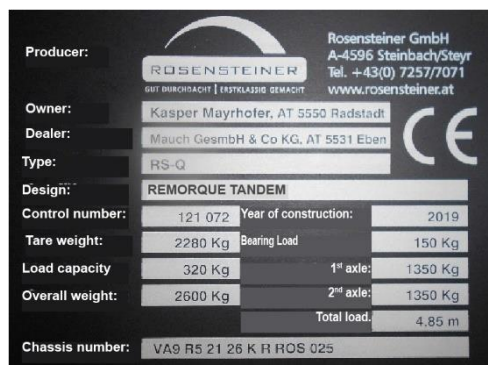 Producer:
ROSENSTEINER
GUT DURCHDACHT | ERSTKLASSIG GEMACHT
Rosensteiner GmbH
A-4596 Steinbach/Steyr
Tel. +43(0) 7257/7071
www.rosensteiner.at
Owner: Kasper Mayrhofer, AT 5550 Radstadt
Dealer: Mauch GesmbH & Co KG, AT 5531 Eben
CE
Type: RS-Q
Design: REMORQUE TANDEM
Control number: 121 072 Year of construction: 2019
Tare weight: 2280 Kg Bearing Load 150 Kg
Load capacity 320 Kg 1st axle: 1350 Kg
Overall weight: 2600 Kg 2nd axle: 1350 Kg
Total load. 4,85 m
Chassis number: VA9 R5 21 26 K R ROS 025